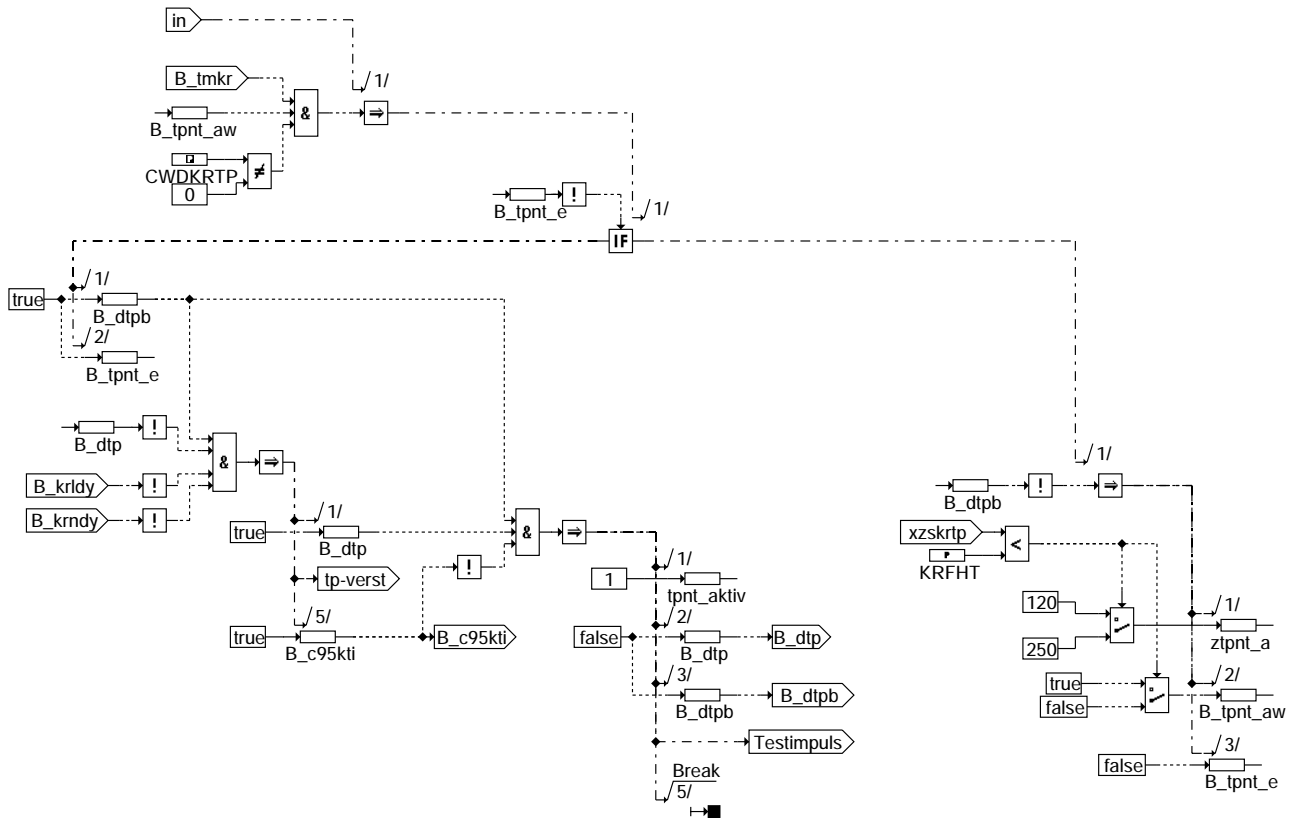 in
B_tmkr
/1/
&
⇒
B_tpnt_aw
CWDKRTP
≠
0
B_tpnt_e
!
/1/
IF
/1/
true
B_dtpb
/2/
B_tpnt_e
B_dtp
!
&
⇒
B_krldy
!
B_krndy
!
/1/
true
B_dtp
tp-verst
/5/
true
B_c95kti
B_c95kti
!
&
⇒
/1/
1
tpnt_aktiv
/2/
false
B_dtp
B_dtp
/3/
B_dtpb
B_dtpb
Testimpuls
Break
5/
/1/
B_dtpb
!
⇒
xzskrtp
P
KRFHT
<
120
250
/1/
ztpnt_a
true
false
/2/
B_tpnt_aw
/3/
false
B_tpnt_e